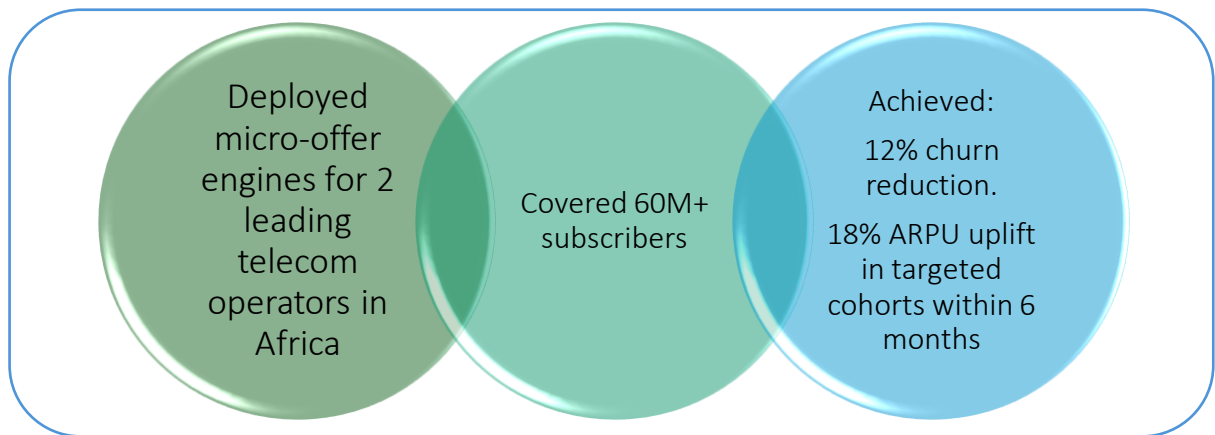 Deployed
micro-offer
engines for 2
leading
telecom
operators in
Africa
Covered 60M+
subscribers
Achieved:
12% churn
reduction.
18% ARPU uplift
in targeted
cohorts within 6
months